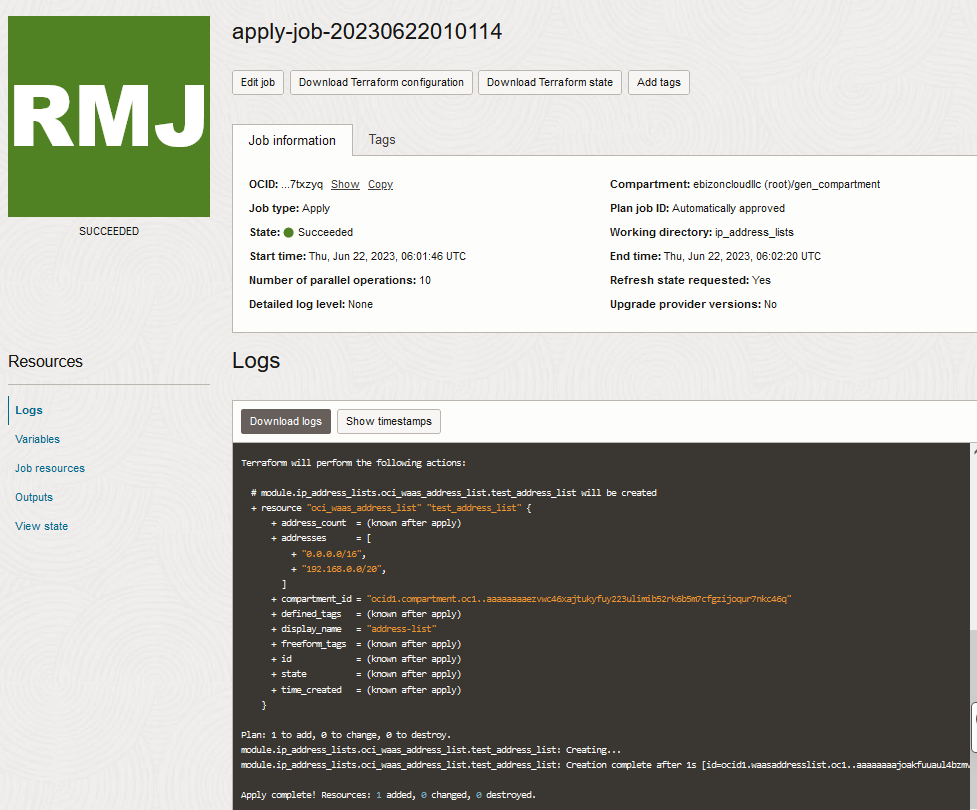 RMJ
SUCCEEDED
apply-job-20230622010114
Edit job Download Terraform configuration Download Terraform state Add tags
Job information Tags
OCID: ...7txzyq Show Copy
Job type: Apply
State: Succeeded
Start time: Thu, Jun 22, 2023, 06:01:46 UTC
Number of parallel operations: 10
Detailed log level: None
Compartment: ebizoncloudllc (root)/gen_compartment
Plan job ID: Automatically approved
Working directory: ip_address_lists
End time: Thu, Jun 22, 2023, 06:02:20 UTC
Refresh state requested: Yes
Upgrade provider versions: No
Resources
Logs
Variables
Job resources
Outputs
View state
Logs
Download logs Show timestamps
Terraform will perform the following actions:
# module.ip_address_lists.oci_waas_address_list.test_address_list will be created
+ resource "oci_waas_address_list" "test_address_list" {
+ address_count = (known after apply)
+ addresses = [
+ "0.0.0.0/16",
+ "192.168.0.0/20",
]
+ compartment_id = "ocid1.compartment.oc1..aaaaaaaaezvwc46xajtukyfuy223ulimib52rk6b5m7cfgzijoqur7nkc46q"
+ defined_tags = (known after apply)
+ display_name = "address-list"
+ freeform_tags = (known after apply)
+ id = (known after apply)
+ state = (known after apply)
+ time_created = (known after apply)
}
Plan: 1 to add, 0 to change, 0 to destroy.
module.ip_address_lists.oci_waas_address_list.test_address_list: Creating...
module.ip_address_lists.oci_waas_address_list.test_address_list: Creation complete after 1s
Apply complete! Resources: 1 added, 0 changed, 0 destroyed.